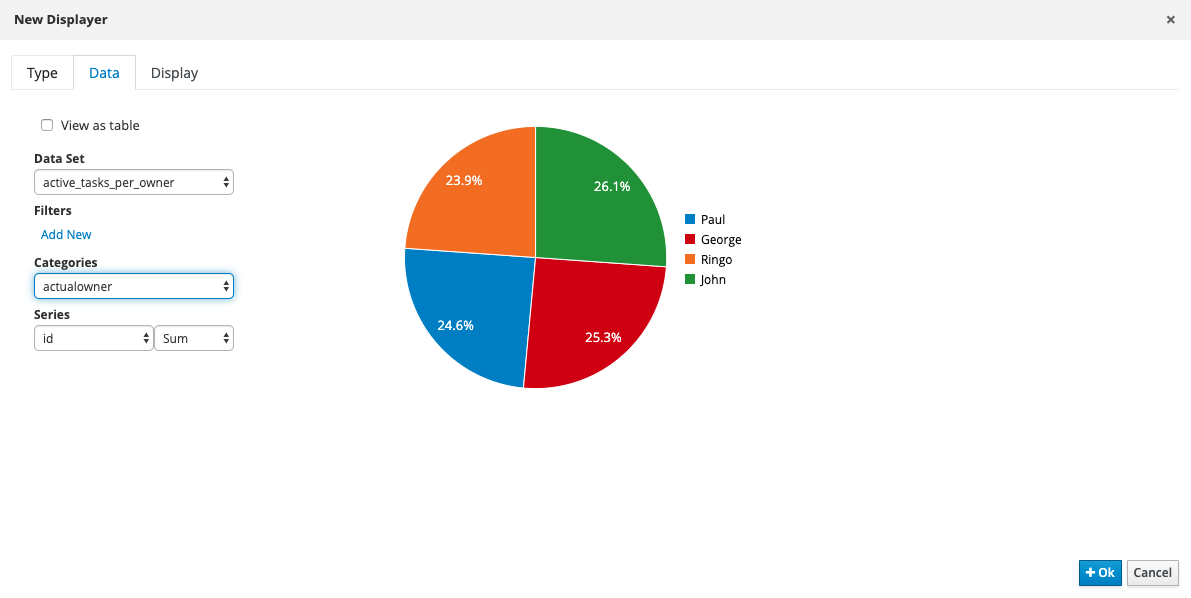 New Displayer ×
Type Data Display
View as table
Data Set
active_tasks_per_owner
Filters
Add New
Categories
actualowner
Series
id Sum
23.9%
26.1%
24.6%
25.3%
Paul
George
Ringo
John
+ Ok Cancel